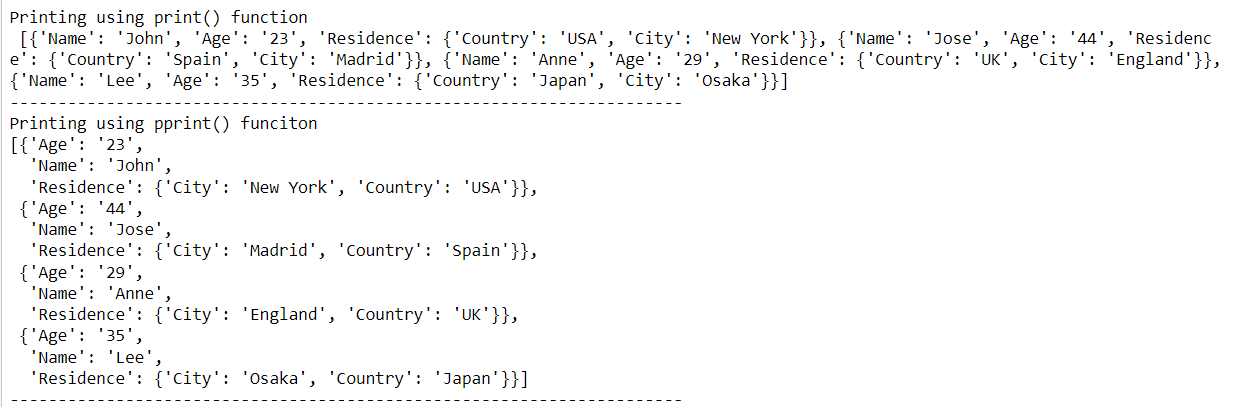 Printing using print() function
 [{'Name': 'John', 'Age': '23', 'Residence': {'Country': 'USA', 'City': 'New York'}}, {'Name': 'Jose', 'Age': '44', 'Residenc
e': {'Country': 'Spain', 'City': 'Madrid'}}, {'Name': 'Anne', 'Age': '29', 'Residence': {'Country': 'UK', 'City': 'England'}},
{'Name': 'Lee', 'Age': '35', 'Residence': {'Country': 'Japan', 'City': 'Osaka'}}]
----------------------------------------------------------------------
Printing using pprint() funciton
[{'Age': '23',
  'Name': 'John',
  'Residence': {'City': 'New York', 'Country': 'USA'}},
 {'Age': '44',
  'Name': 'Jose',
  'Residence': {'City': 'Madrid', 'Country': 'Spain'}},
 {'Age': '29',
  'Name': 'Anne',
  'Residence': {'City': 'England', 'Country': 'UK'}},
 {'Age': '35',
  'Name': 'Lee',
  'Residence': {'City': 'Osaka', 'Country': 'Japan'}}]
----------------------------------------------------------------------